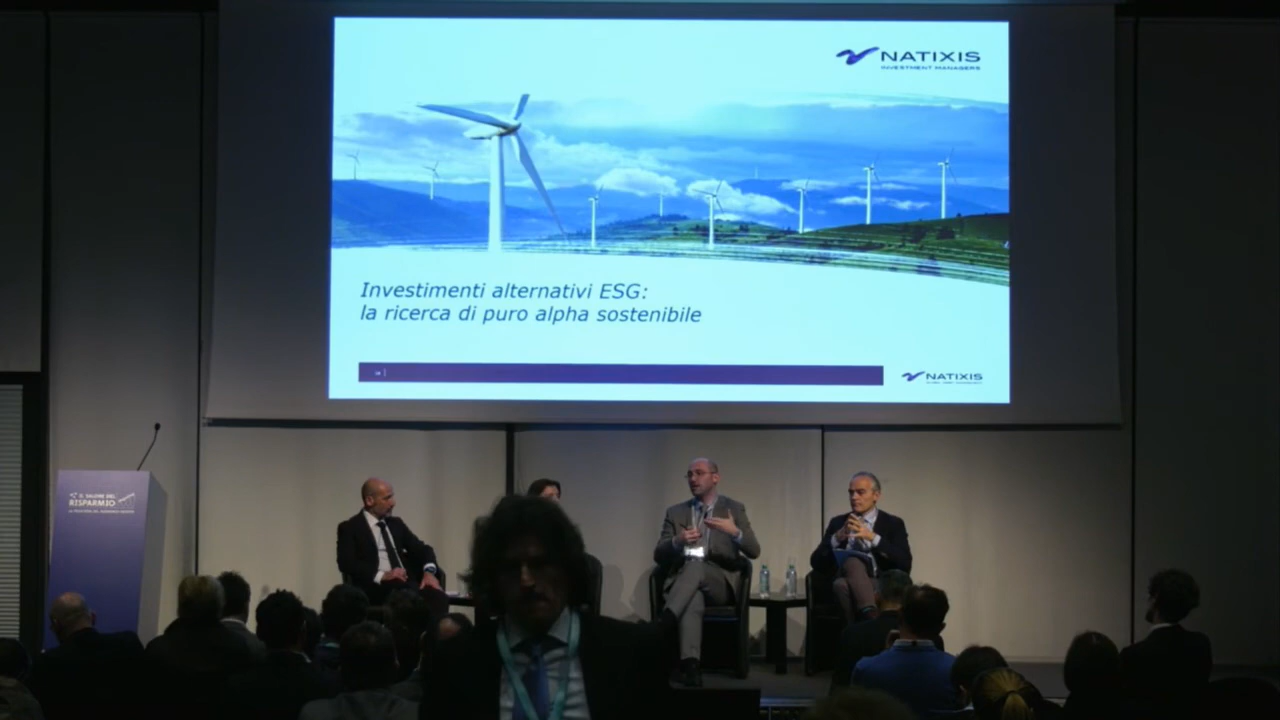 NATIXIS
INVESTMENT MANAGERS
Investimenti alternativi ESG:
la ricerca di puro alpha sostenibile
NATIXIS
IL SALONE DEL
RISPARMIO